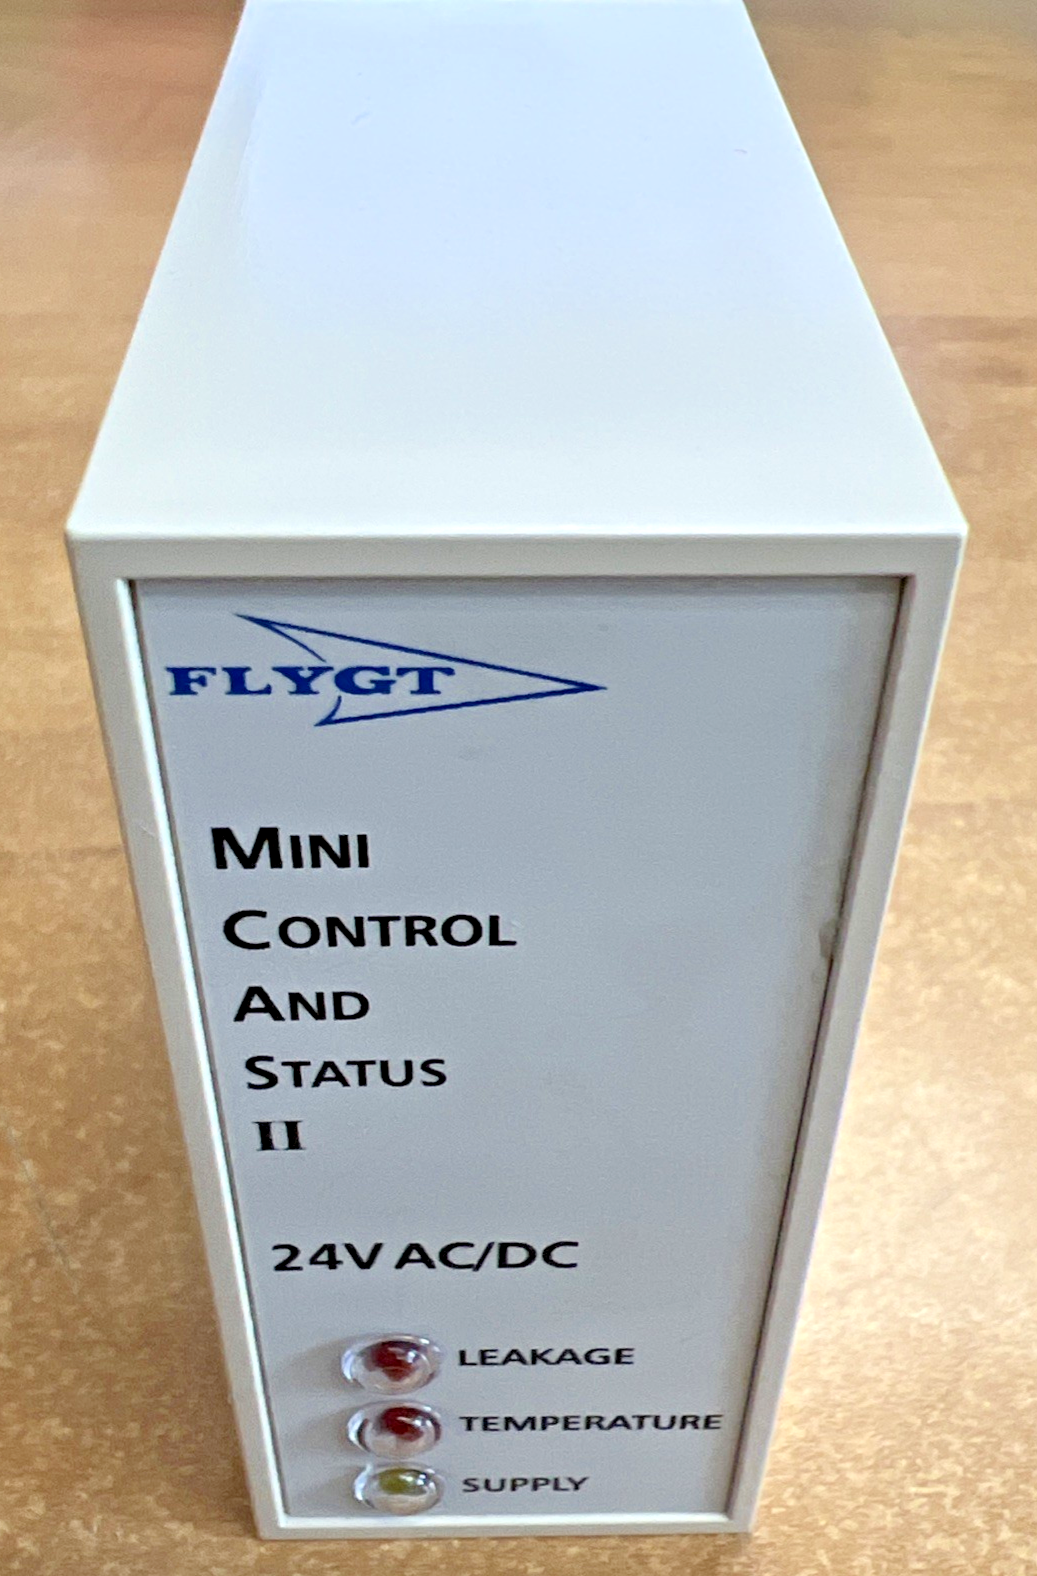 FLYGT
MINI
CONTROL
AND
STATUS
II
24V AC/DC
LEAKAGE
TEMPERATURE
SUPPLY